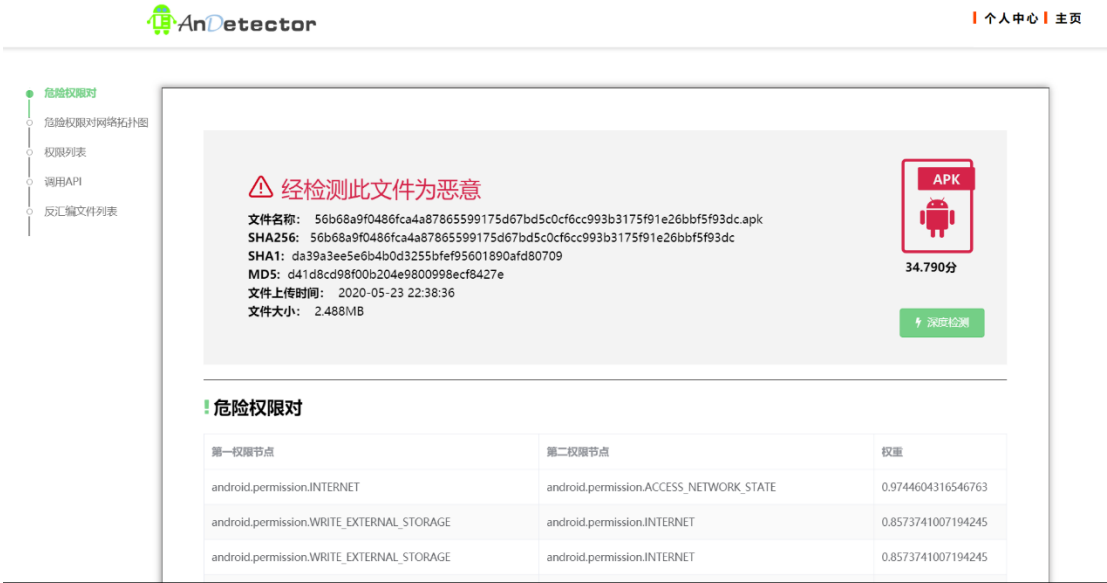 AnDetector
个人中心 主页
危险权限对
危险权限对网络拓扑图
权限列表
调用API
反汇编文件列表
经检测此文件为恶意
文件名称： 56b68a9f0486fca4a87865599175d67bd5c0cf6cc993b3175f91e26bbf5f93dc.apk
SHA256: 56b68a9f0486fca4a87865599175d67bd5c0cf6cc993b3175f91e26bbf5f93dc
SHA1: da39a3ee5e6b4b0d3255bfef95601890afd80709
MD5: d41d8cd98f00b204e9800998ecf8427e
文件上传时间： 2020-05-23 22:38:36
文件大小： 2.488MB
APK
34.790分
深度检测
危险权限对
第一权限节点 第二权限节点 权重
android.permission.INTERNET android.permission.ACCESS_NETWORK_STATE 0.9744604316546763
android.permission.WRITE_EXTERNAL_STORAGE android.permission.INTERNET 0.8573741007194245
android.permission.WRITE_EXTERNAL_STORAGE android.permission.INTERNET 0.8573741007194245